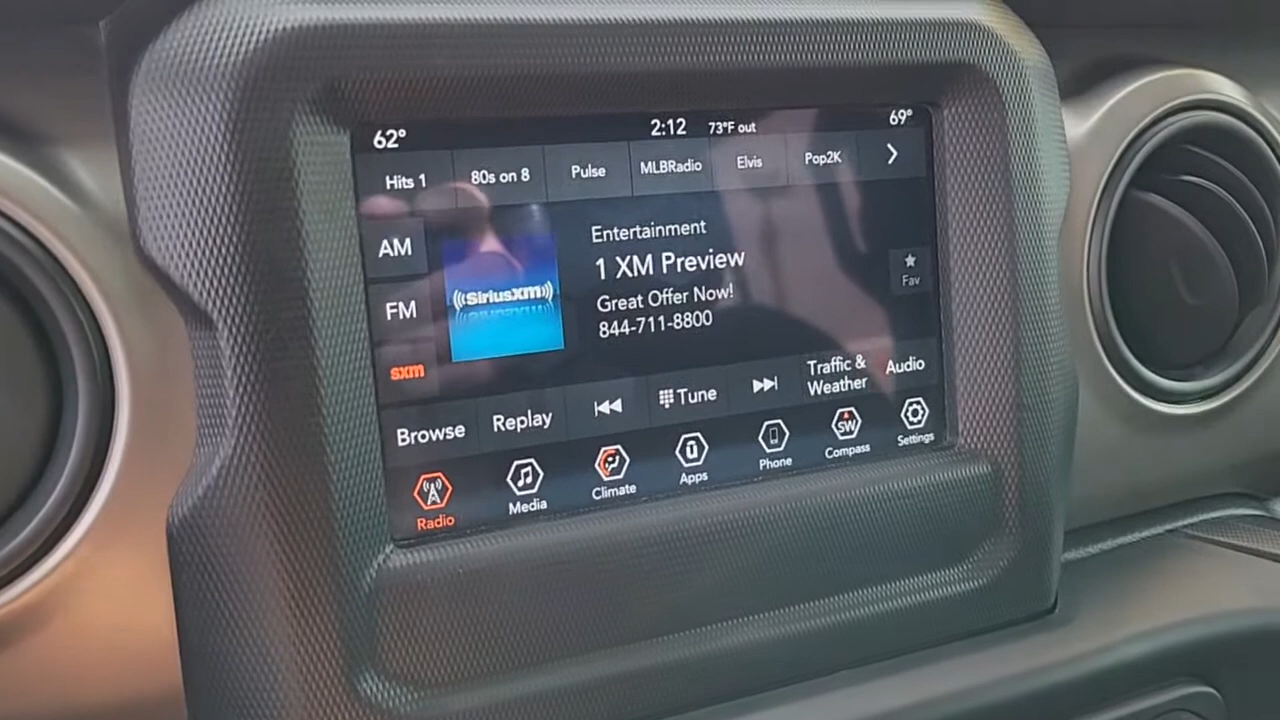 62° 2:12 73°F out 69°
Hits 1 80s on 8 Pulse MLBRadio Elvis Pop2K
AM
FM
sxm
((SiriusXM))
Entertainment
1 XM Preview
Great Offer Now!
844-711-8800
Fav
Browse Replay Tune Traffic & Weather Audio
Radio Media Climate Apps Phone SW Compass Settings